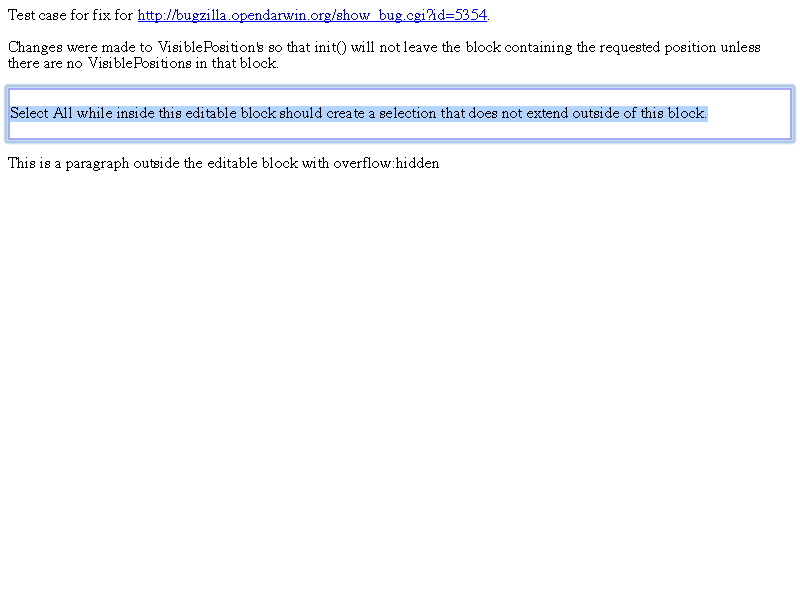 Test case for fix for http://bugzilla.opendarwin.org/show_bug.cgi?id=5354.
Changes were made to VisiblePosition's so that init() will not leave the block containing the requested position unless
there are no VisiblePositions in that block.
Select All while inside this editable block should create a selection that does not extend outside of this block.
This is a paragraph outside the editable block with overflow:hidden